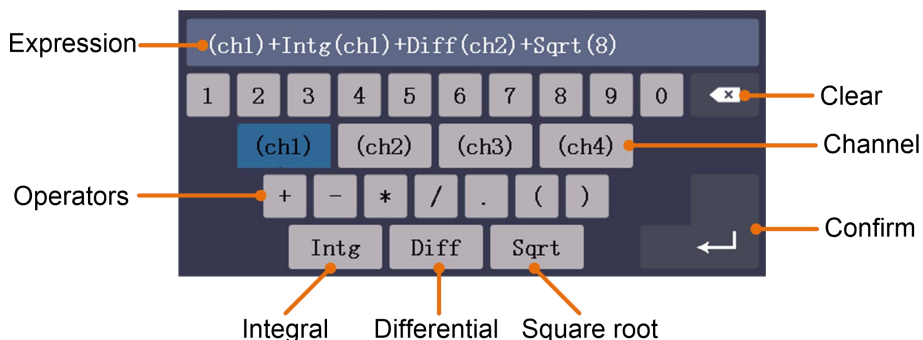 Expression
(ch1)+Intg(ch1)+Diff(ch2)+Sqrt(8)
1 2 3 4 5 6 7 8 9 0
Clear
(ch1) (ch2) (ch3) (ch4)
Channel
Operators
+ - * / . ( )
Confirm
Intg Diff Sqrt
Integral Differential Square root